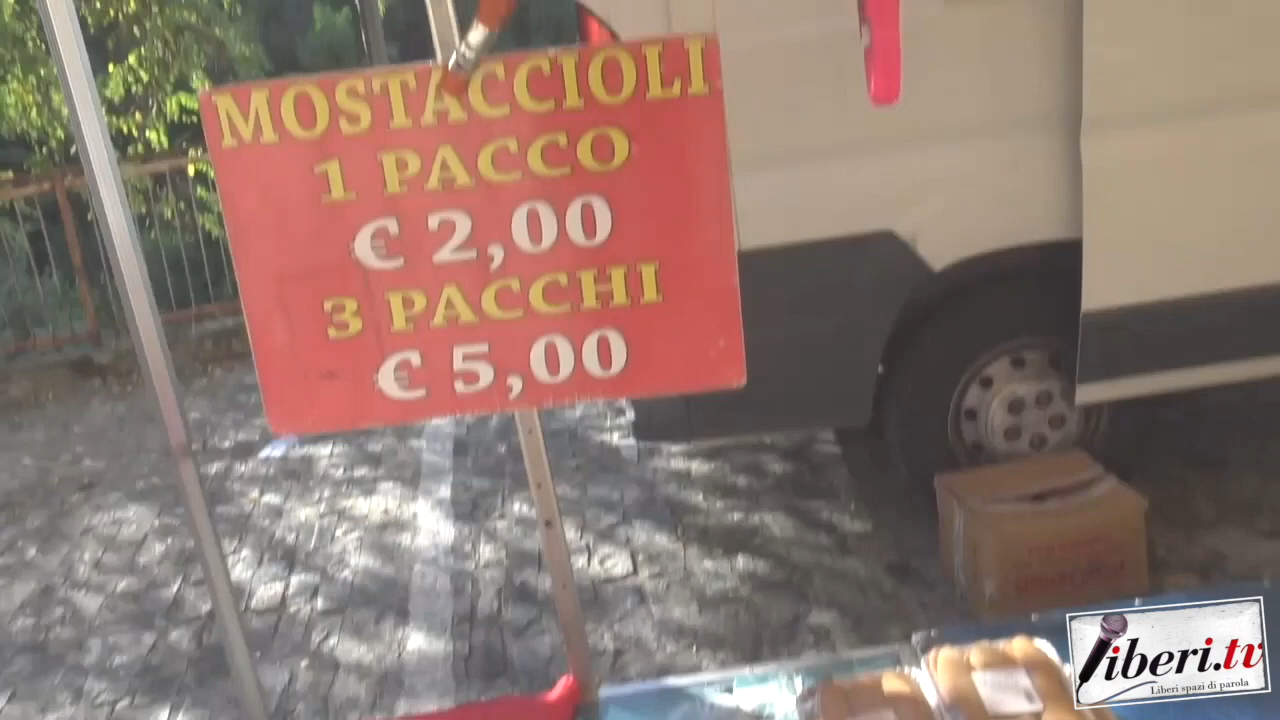 MOSTACCIOLI
1 PACCO
€ 2,00
3 PACCHI
€ 5,00
liberi.tv
Liberi spazi di parola